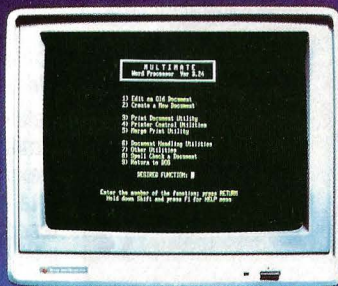 MULTIMATE
Word Processor Ver 3.24
1) Edit an Old Document
2) Create a New Document
3) Print Document Utility
4) Printer Control Utilities
5) Merge Print Utility
6) Document Handling Utilities
7) Other Utilities
8) Spell Check a Document
9) Return to DOS
DESIRED FUNCTION:
Enter the number of the function; press RETURN
Hold down Shift and press F1 for HELP menu